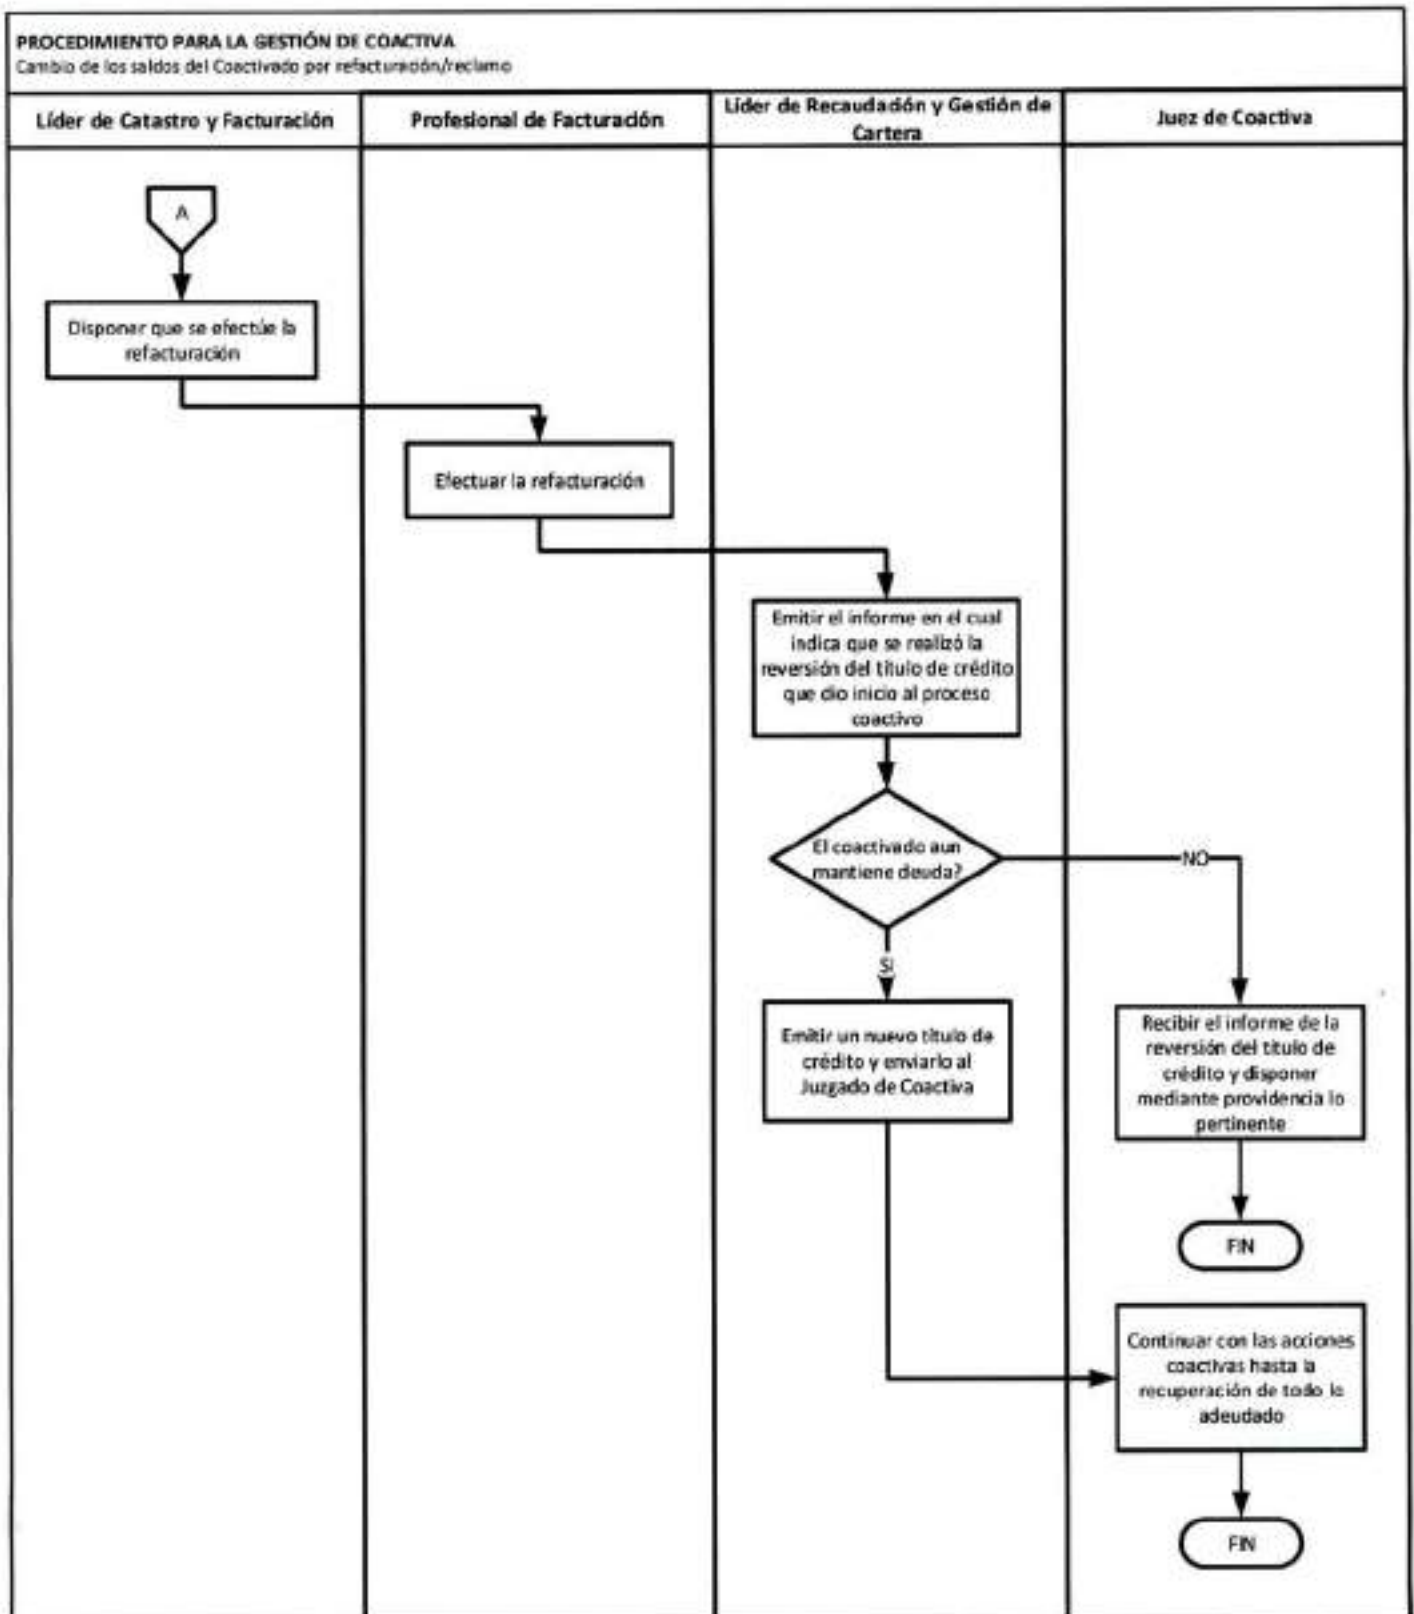 PROCEDIMIENTO PARA LA GESTIÓN DE COACTIVA
Cambio de los saldos del Coactivado por refacturación/reclamo
Líder de Catastro y Facturación
Profesional de Facturación
Líder de Recaudación y Gestión de
Cartera
Juez de Coactiva
A
Disponer que se efectúe la
refacturación
Efectuar la refacturación
Emitir el informe en el cual
indica que se realizó la
reversión del título de crédito
que dio inicio al proceso
coactivo
El coactivado aun
mantiene deuda?
NO
SI
Emitir un nuevo título de
crédito y enviarlo al
Juzgado de Coactiva
Recibir el informe de la
reversión del título de
crédito y disponer
mediante providencia lo
pertinente
FIN
Continuar con las acciones
coactivas hasta la
recuperación de todo lo
adeudado
FIN